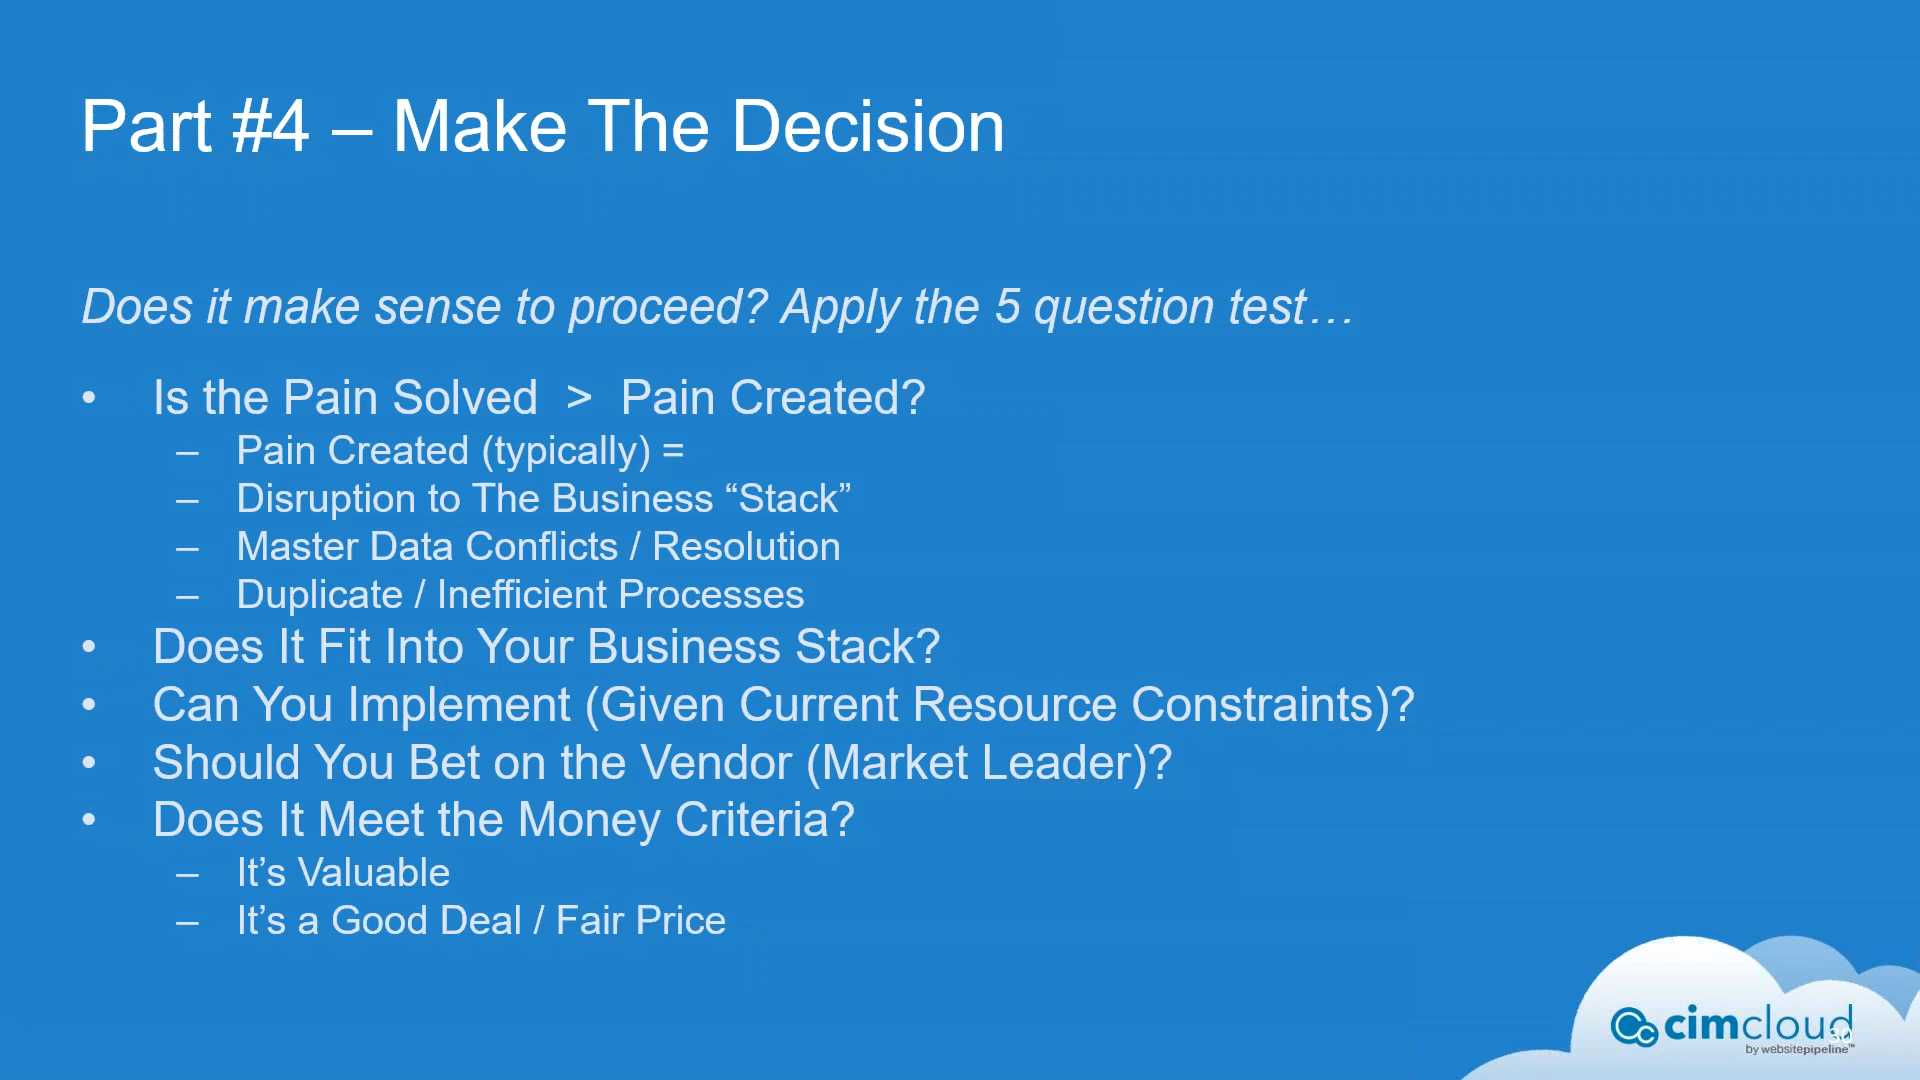 Part #4 – Make The Decision
Does it make sense to proceed? Apply the 5 question test…
• Is the Pain Solved > Pain Created?
– Pain Created (typically) =
– Disruption to The Business “Stack”
– Master Data Conflicts / Resolution
– Duplicate / Inefficient Processes
• Does It Fit Into Your Business Stack?
• Can You Implement (Given Current Resource Constraints)?
• Should You Bet on the Vendor (Market Leader)?
• Does It Meet the Money Criteria?
– It’s Valuable
– It’s a Good Deal / Fair Price
cimcloud
30
by websitepipeline™